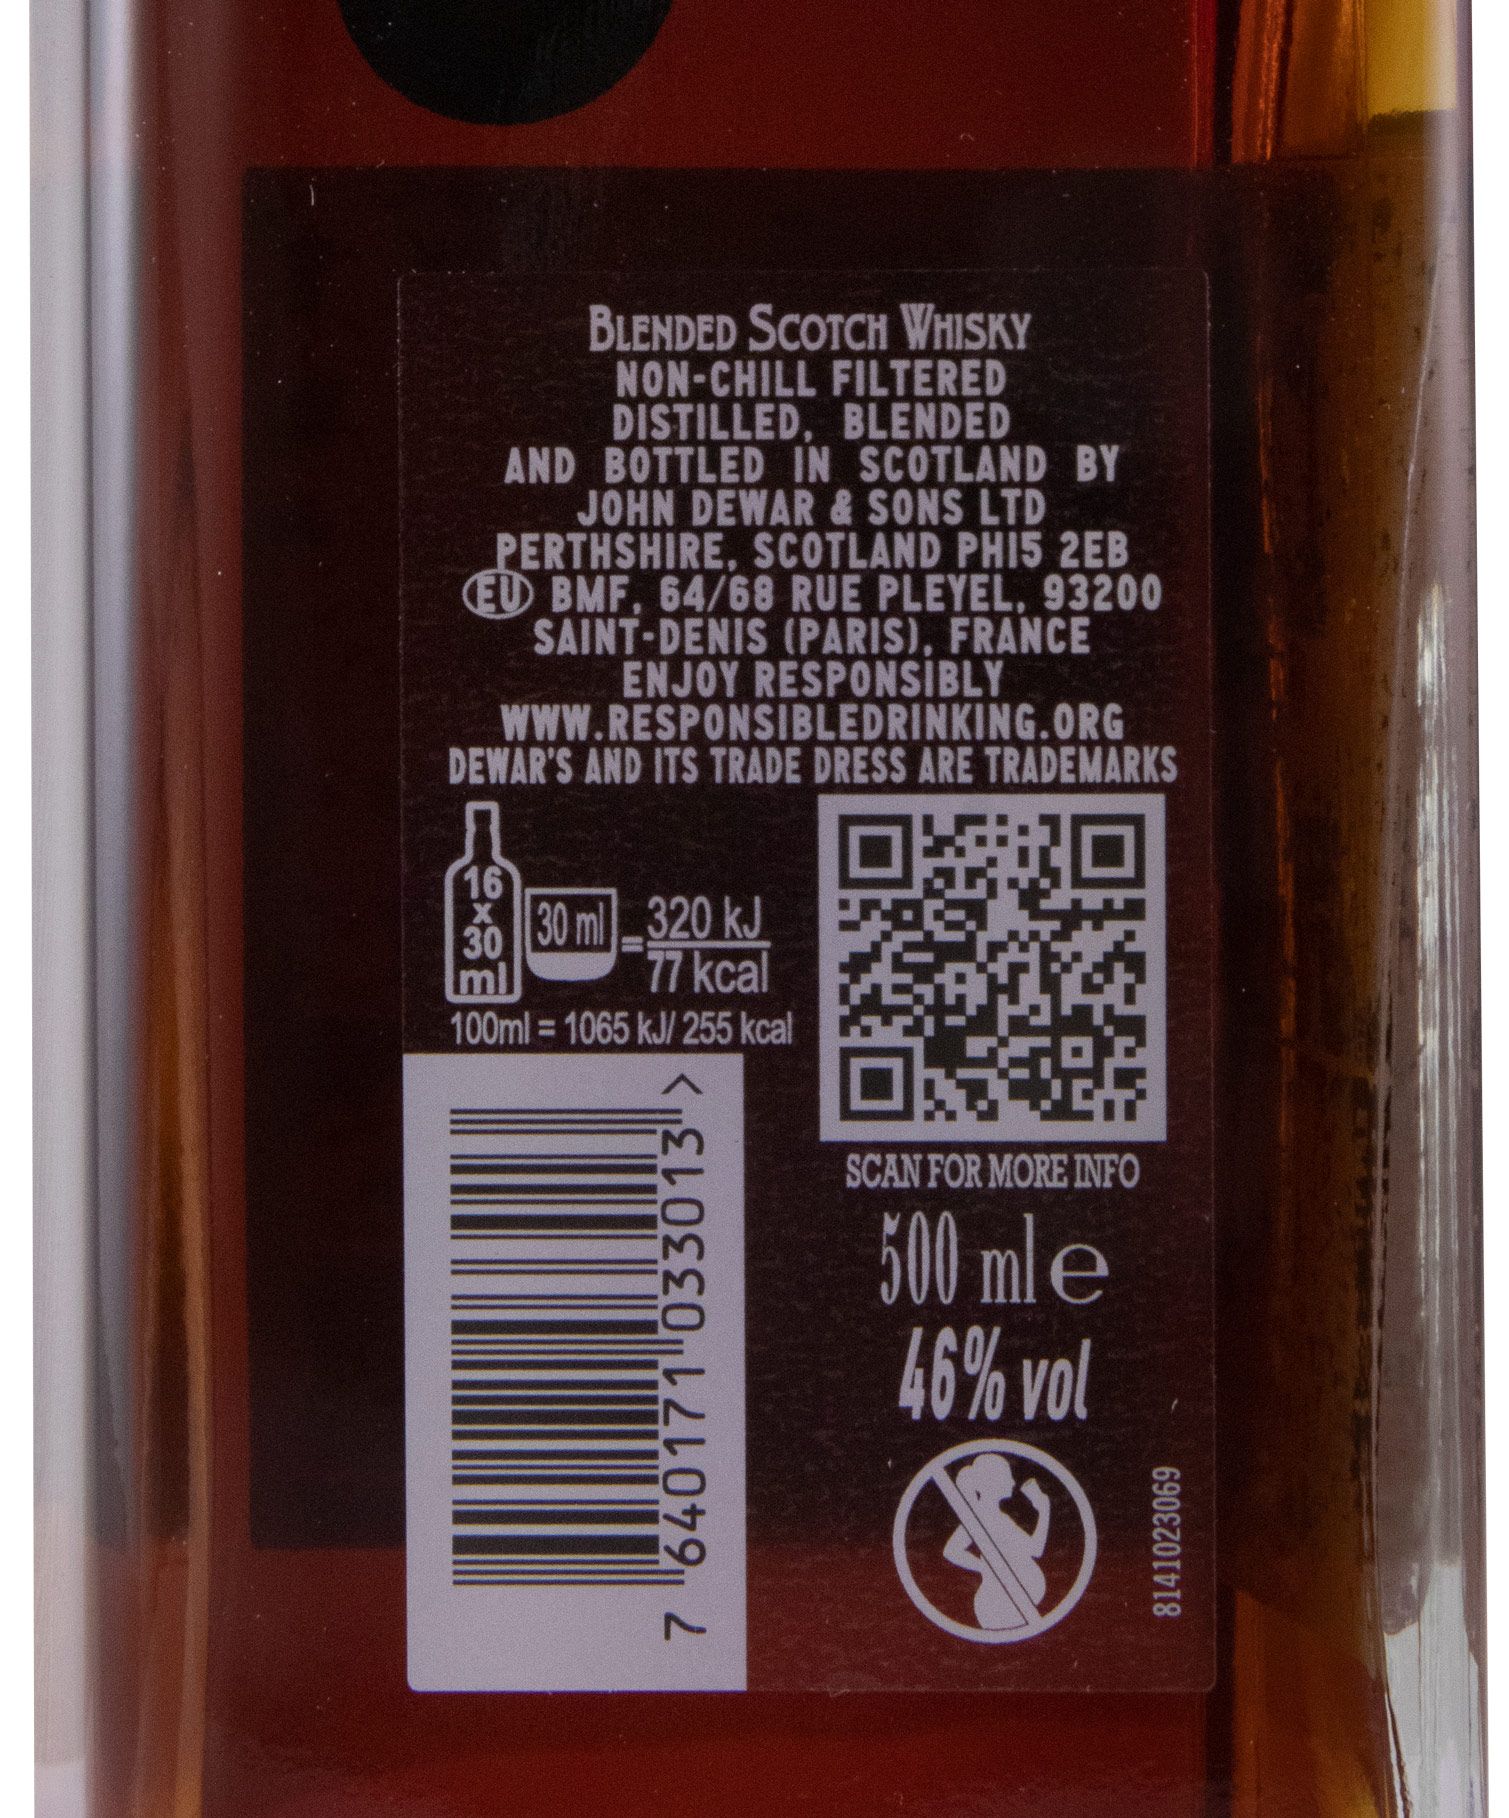 BLENDED SCOTCH WHISKY
NON-CHILL FILTERED
DISTILLED, BLENDED
AND BOTTLED IN SCOTLAND BY
JOHN DEWAR & SONS LTD
PERTHSHIRE, SCOTLAND PH15 2EB
EU BMF, 64/68 RUE PLEYEL, 93200
SAINT-DENIS (PARIS), FRANCE
ENJOY RESPONSIBLY
WWW.RESPONSIBLEDRINKING.ORG
DEWAR'S AND ITS TRADE DRESS ARE TRADEMARKS
16
x
30
ml
30 ml
=
320 kJ
77 kcal
100ml = 1065 kJ/ 255 kcal
7 640171 033013 >
SCAN FOR MORE INFO
500 ml e
46% vol
8141023069